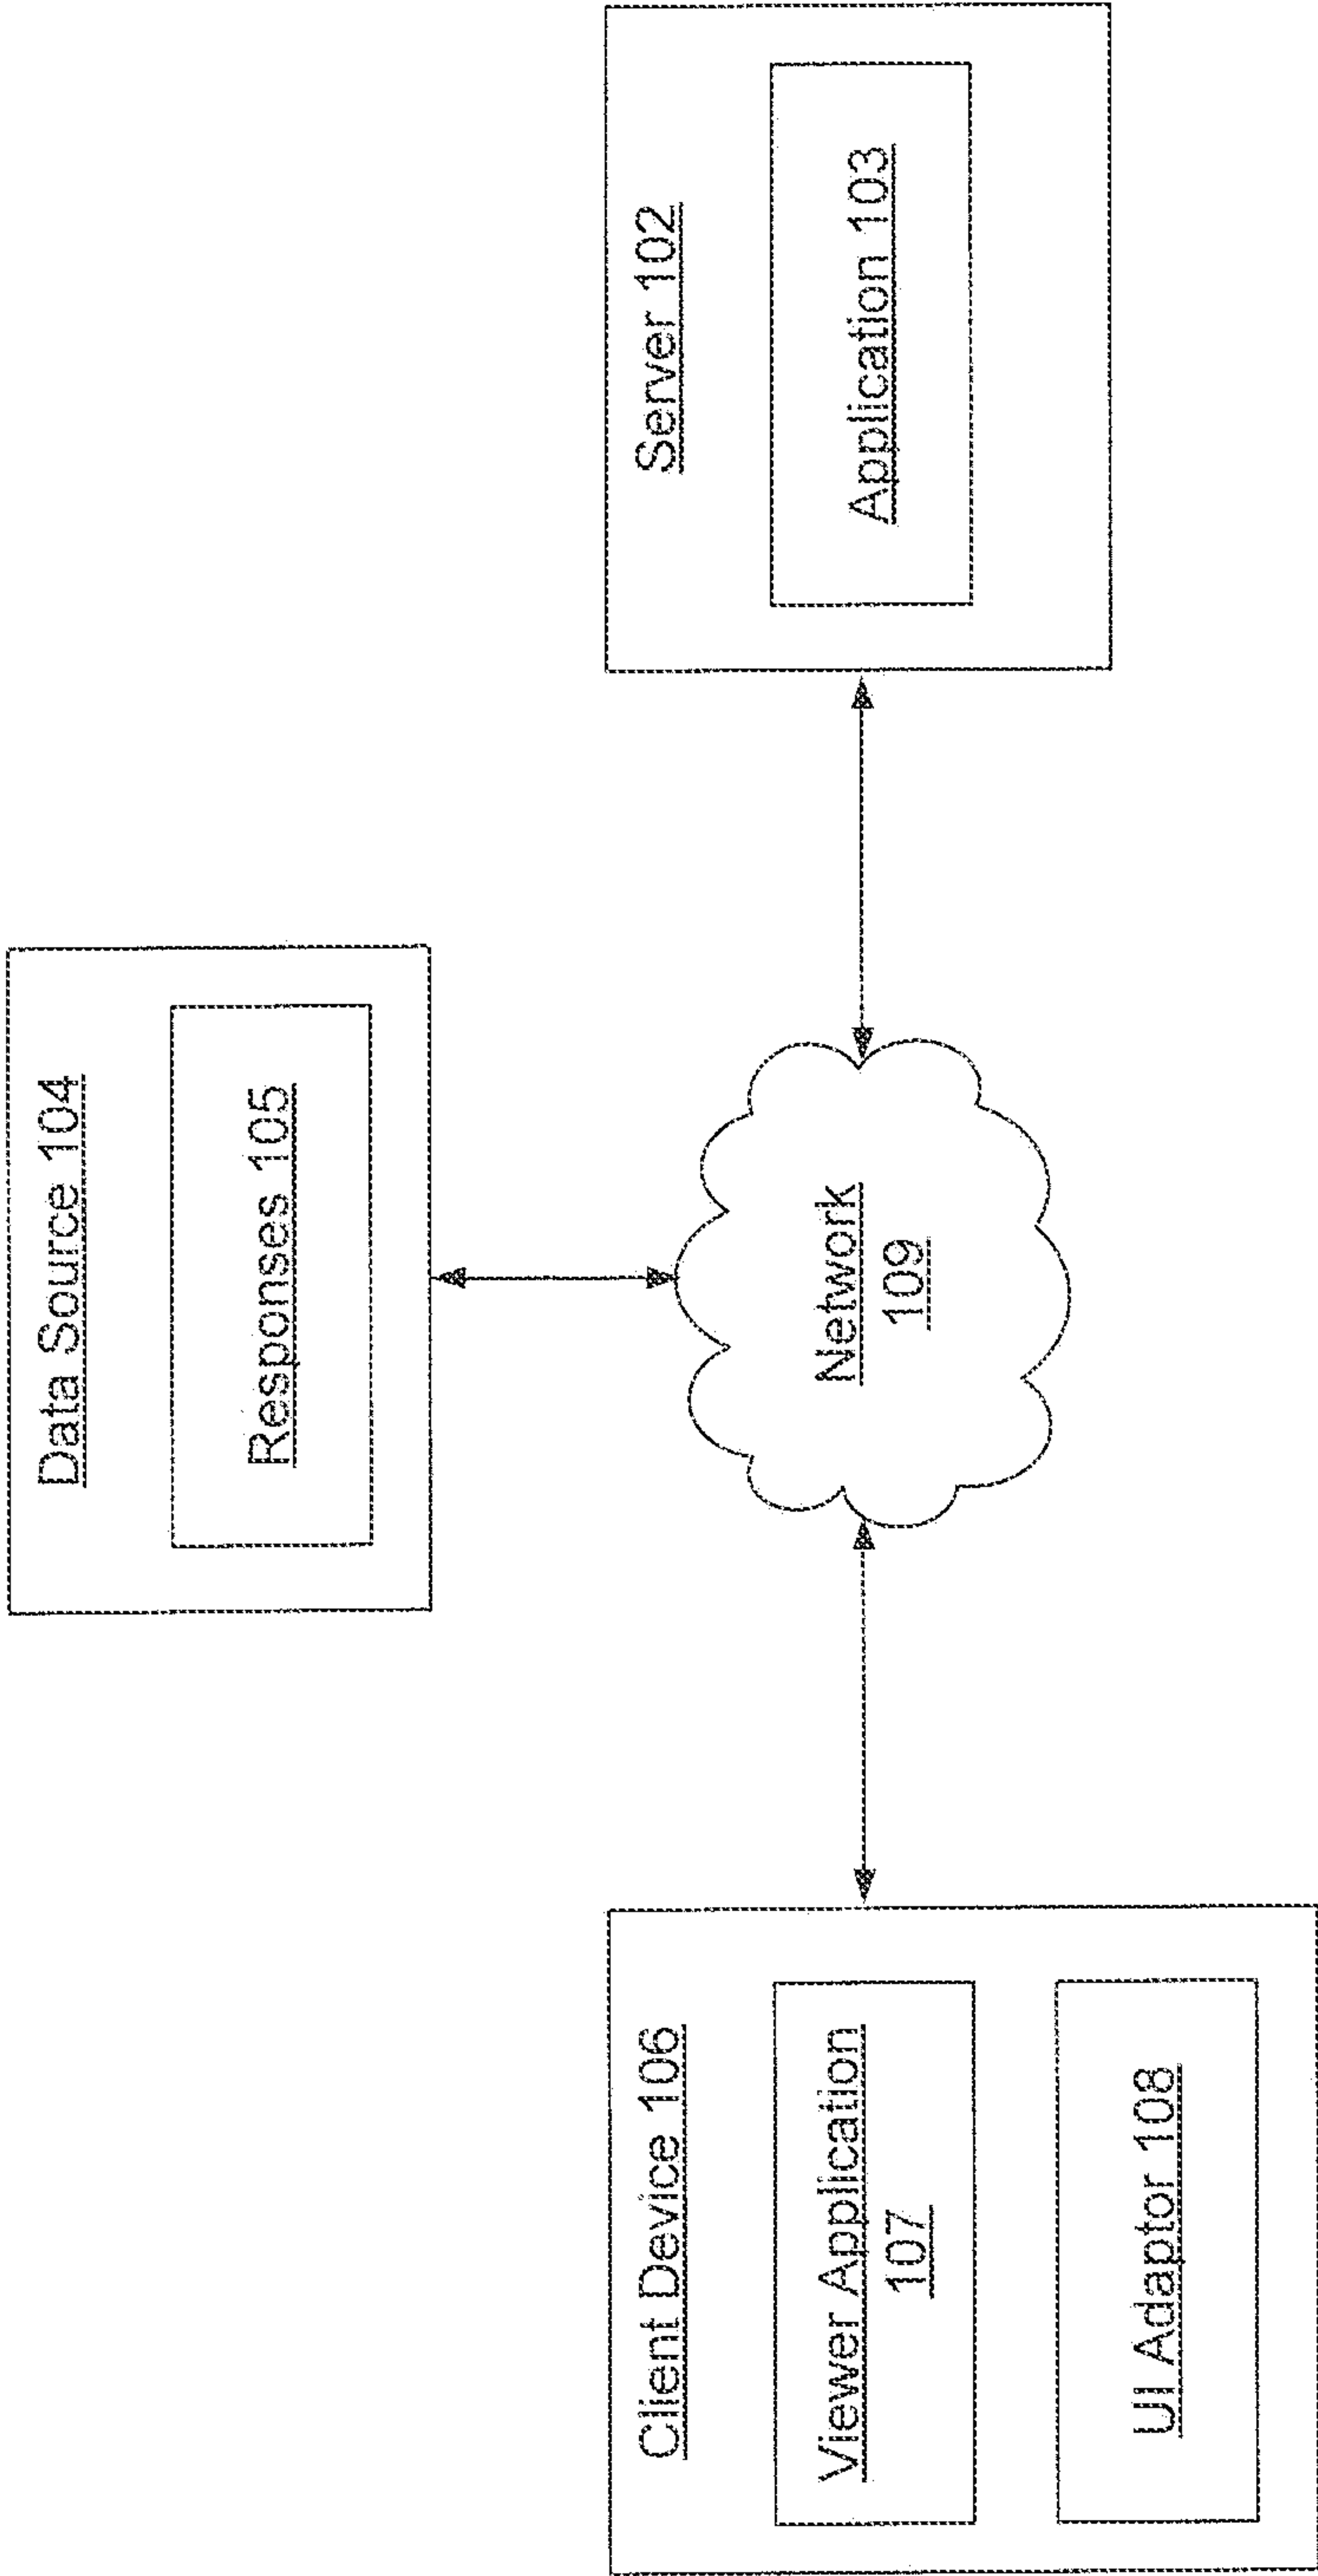 Data Source 104
Responses 105
Client Device 106
Viewer Application
107
UI Adaptor 108
Network
109
Server 102
Application 103